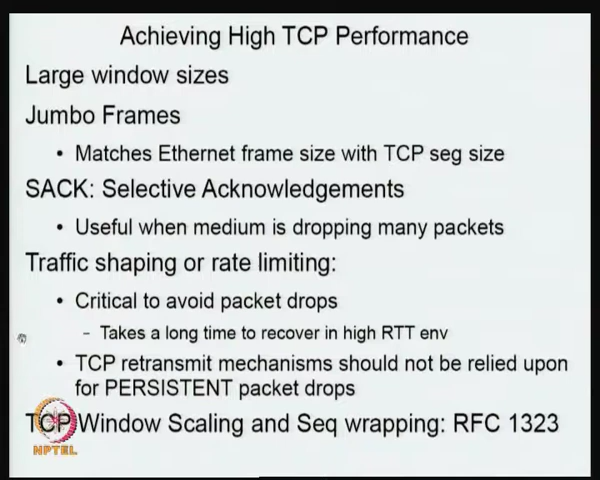 Achieving High TCP Performance
Large window sizes
Jumbo Frames
• Matches Ethernet frame size with TCP seg size
SACK: Selective Acknowledgements
• Useful when medium is dropping many packets
Traffic shaping or rate limiting:
• Critical to avoid packet drops
- Takes a long time to recover in high RTT env
• TCP retransmit mechanisms should not be relied upon
for PERSISTENT packet drops
TCP Window Scaling and Seq wrapping: RFC 1323
NPTEL